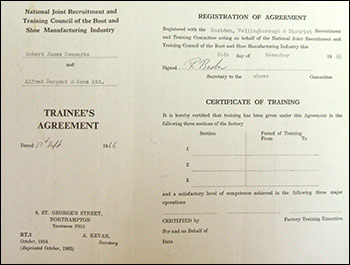 National Joint Recruitment and
Training Council of the Boot and
Shoe Manufacturing Industry
Robert James Desmarks
and
Alfred Sargent & Sons Ltd.
TRAINEE'S
AGREEMENT
Dated 12th Sept 1966
8, ST. GEORGE'S STREET,
NORTHAMPTON
A. KEVAN,
RT.3
Secretary
October, 1954
(Reprinted October, 1963)
REGISTRATION OF AGREEMENT
Registered with the Rushden, Wellingborough & District Recruitment
and Training Committee acting on behalf of the National Joint Recruitment and
Training Council of the Boot and Shoe Manufacturing Industry this
day of November 1966
Signed
Secretary to the above Committee
CERTIFICATE OF TRAINING
It is hereby certified that training has been given under this Agreement in the
following three sections of the factory
Section Period of Training
From To
1
2
3
and a satisfactory level of competence achieved in the following three major
operations
CERTIFIED by Factory Training Executive
For and on Behalf of
Date